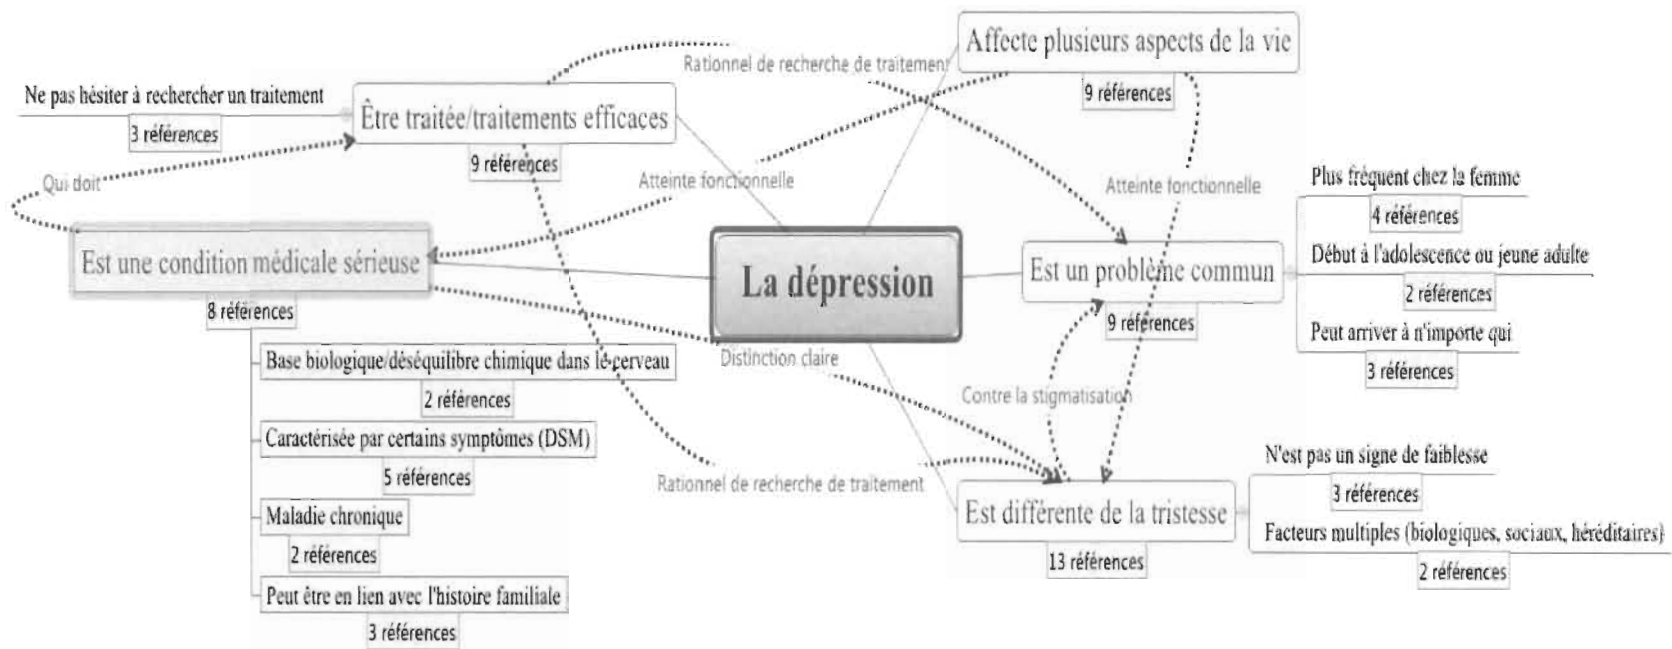 Affecte plusieurs aspects de la vie
9 références
Rationnel de recherche de traitement
Ne pas hésiter à rechercher un traitement
3 références
Être traitée/traitements efficaces
9 références
Qui doit
Atteinte fonctionnelle
Atteinte fonctionnelle
Plus fréquent chez la femme
4 références
Est une condition médicale sérieuse
8 références
La dépression
Est un problème commun
9 références
Début à l'adolescence ou jeune adulte
2 références
Peut arriver à n'importe qui
3 références
Distinction claire
Base biologique/déséquilibre chimique dans le cerveau
2 références
Contre la stigmatisation
Caractérisée par certains symptômes (DSM)
5 références
Rationnel de recherche de traitement
N'est pas un signe de faiblesse
3 références
Est différente de la tristesse
13 références
Facteurs multiples (biologiques, sociaux, héréditaires)
2 références
Maladie chronique
2 références
Peut être en lien avec l'histoire familiale
3 références